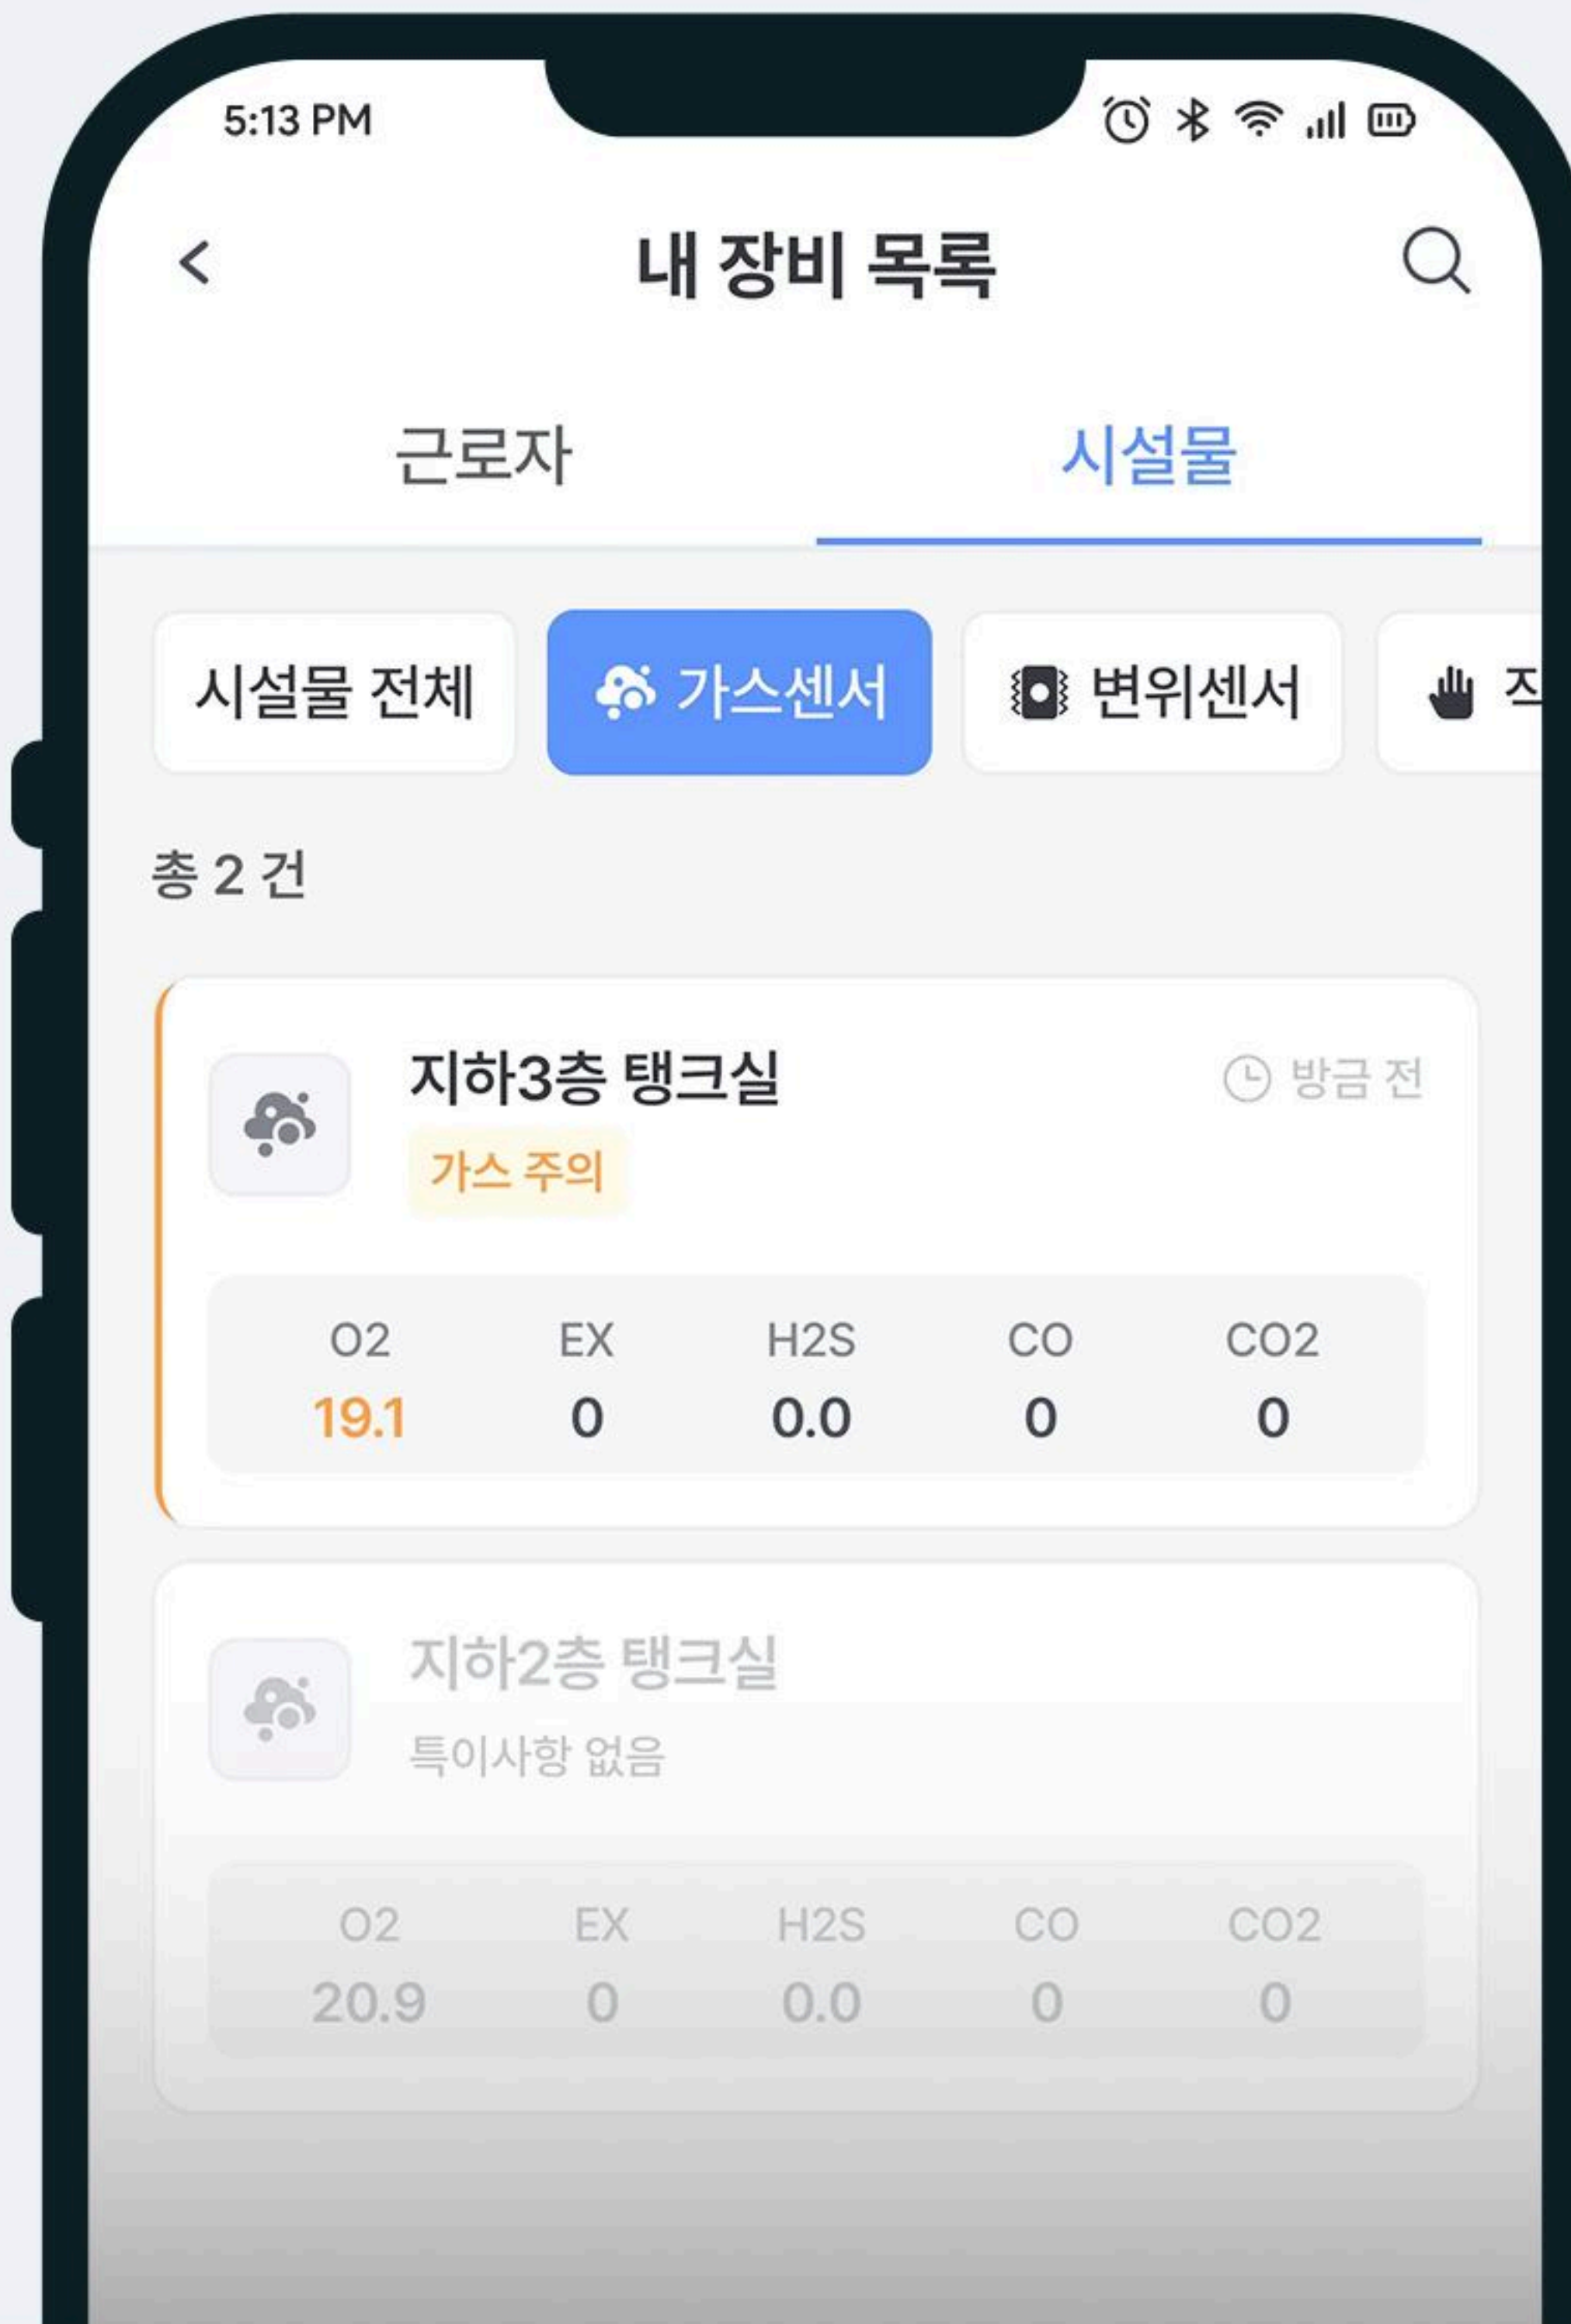 5:13 PM
내 장비 목록
근로자 시설물
시설물 전체 가스센서 변위센서
총 2 건
지하3층 탱크실 방금 전
가스 주의
O2 EX H2S CO CO2
19.1 0 0.0 0 0
지하2층 탱크실
특이사항 없음
O2 EX H2S CO CO2
20.9 0 0.0 0 0